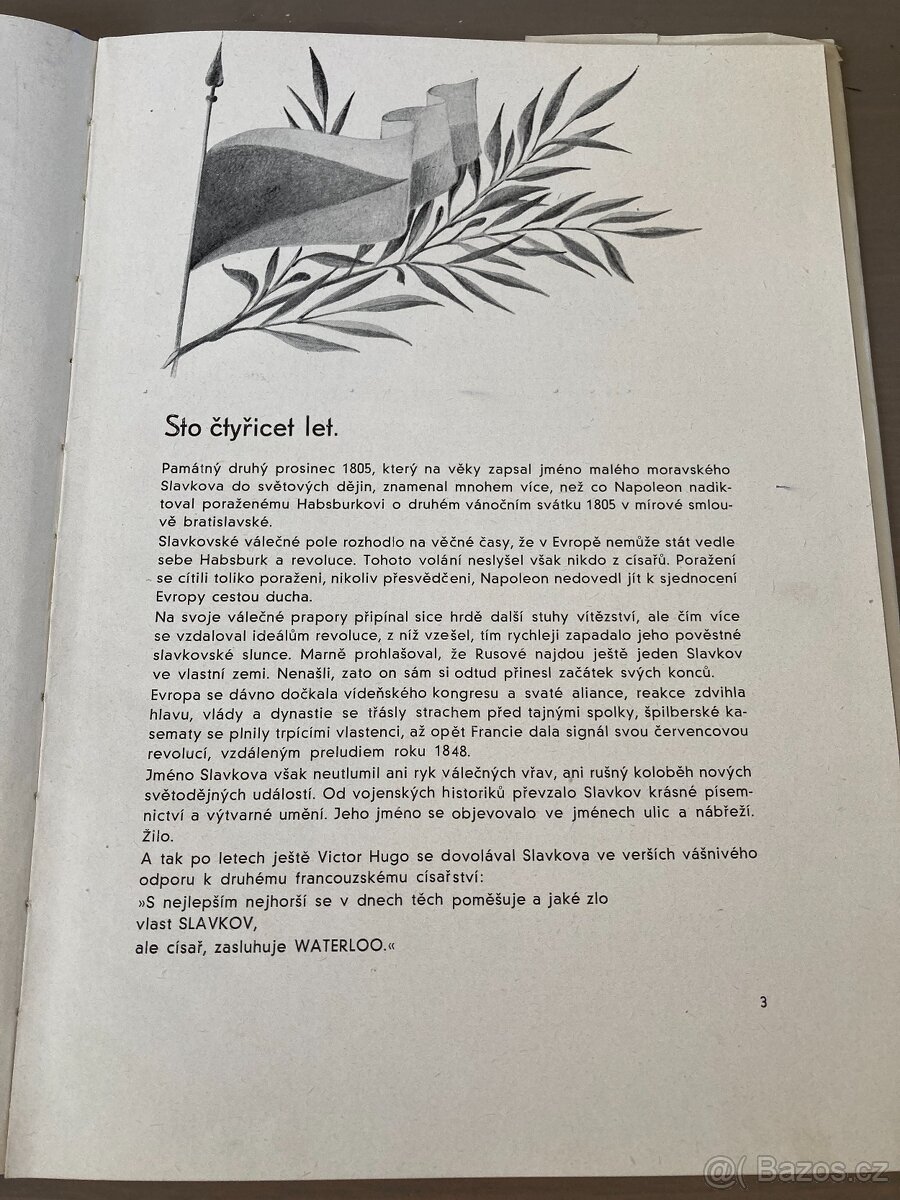 Sto čtyřicet let.
Památný druhý prosinec 1805, který na věky zapsal jméno malého moravského
Slavkova do světových dějin, znamenal mnohem více, než co Napoleon nadik-
toval poraženému Habsburkovi o druhém vánočním svátku 1805 v mírové smlou-
vě bratislavské.
Slavkovské válečné pole rozhodlo na věčné časy, že v Evropě nemůže stát vedle
sebe Habsburk a revoluce. Tohoto volání neslyšel však nikdo z císařů. Poražení
se cítili toliko poraženi, nikoliv přesvědčeni, Napoleon nedovedl jít k sjednocení
Evropy cestou ducha.
Na svoje válečné prapory připínal sice hrdě další stuhy vítězství, ale čím více
se vzdaloval ideálům revoluce, z níž vzešel, tím rychleji zapadalo jeho pověstné
slavkovské slunce. Marně prohlašoval, že Rusové najdou ještě jeden Slavkov
ve vlastní zemi. Nenašli, zato on sám si odtud přinesl začátek svých konců.
Evropa se dávno dočkala vídeňského kongresu a svaté aliance, reakce zdvihla
hlavu, vlády a dynastie se třásly strachem před tajnými spolky, špilberské ka-
sematy se plnily trpícími vlastenci, až opět Francie dala signál svou červencovou
revolucí, vzdáleným preludiem roku 1848.
Jméno Slavkova však neutlumil ani ryk válečných vřav, ani rušný koloběh nových
světodějných událostí. Od vojenských historiků převzalo Slavkov krásné písem-
nictví a výtvarné umění. Jeho jméno se objevovalo ve jménech ulic a nábřeží.
Žilo.
A tak po letech ještě Victor Hugo se dovolával Slavkova ve verších vášnivého
odporu k druhému francouzskému císařství:
»S nejlepším nejhorší se v dnech těch poměšuje a jaké zlo
vlast SLAVKOV,
ale císař, zasluhuje WATERLOO.«
3
@( Bazos.cz